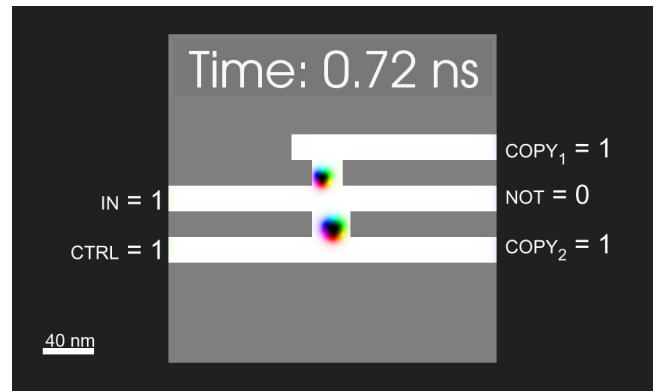 Time: 0.72 ns
COPY₁ = 1
IN = 1
NOT = 0
CTRL = 1
COPY₂ = 1
40 nm